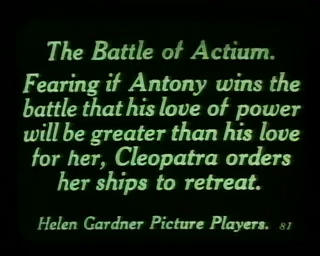 The Battle of Actium.
Fearing if Antony wins the
battle that his love of power
will be greater than his love
for her, Cleopatra orders
her ships to retreat.
Helen Gardner Picture Players. 81